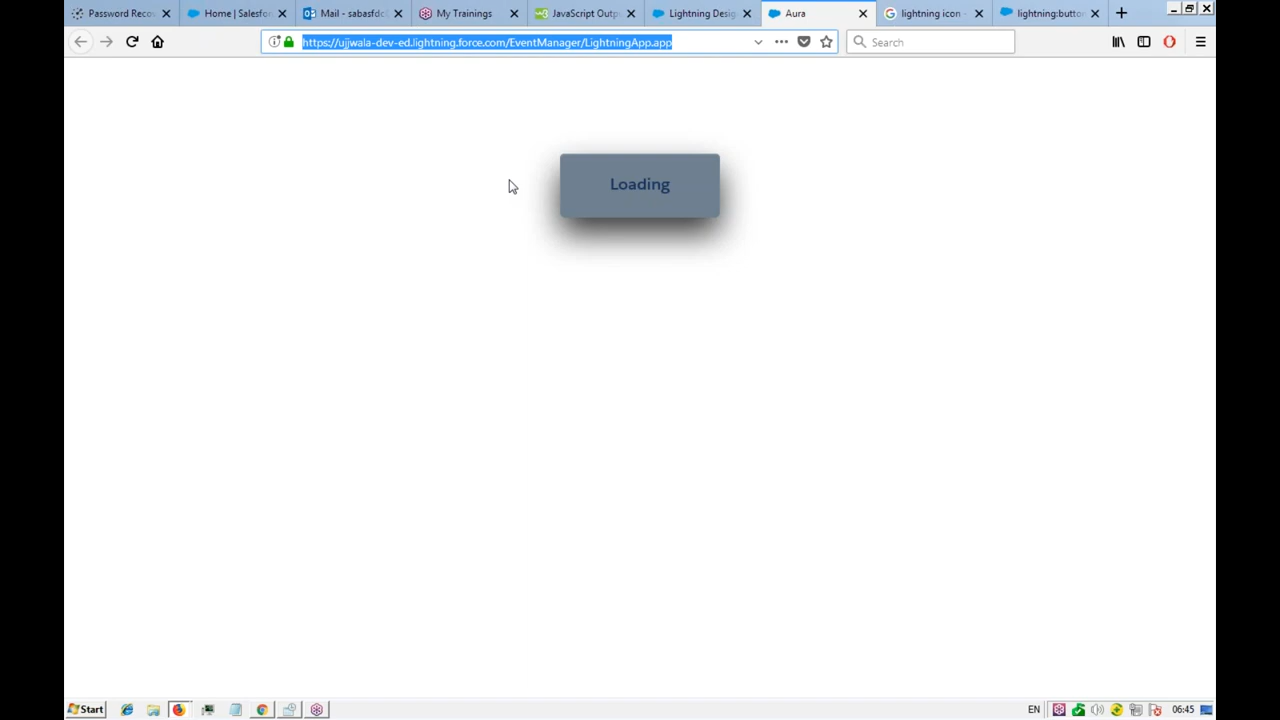 Password Reco
Home | Salesfor
Mail - sabasfdc
My Trainings
JavaScript Outp
Lightning Desig
Aura
lightning icon -
lightning:butto
https://ujjwala-dev-ed.lightning.force.com/EventManager/LightningApp.app
Search
Loading
Start
EN
06:45